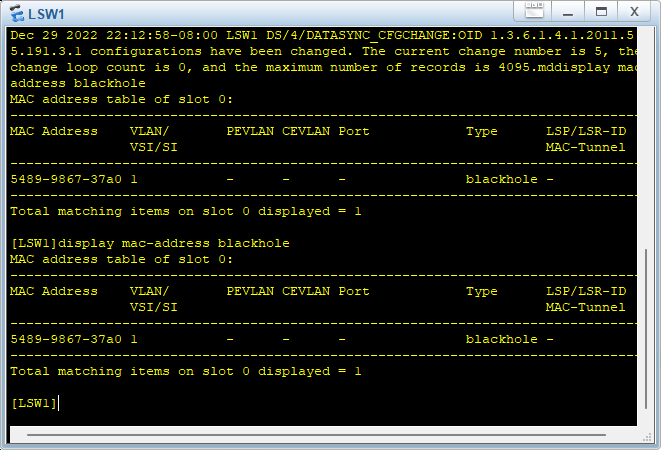 LSW1
Dec 29 2022 22:12:58-08:00 LSW1 DS/4/DATASYNC_CFGCHANGE:OID 1.3.6.1.4.1.2011.5
5.191.3.1 configurations have been changed. The current change number is 5, the
change loop count is 0, and the maximum number of records is 4095.mddisplay mac
address blackhole
MAC address table of slot 0:
-------------------------------------------------------------------------------
MAC Address    VLAN/       PEVLAN CEVLAN Port            Type      LSP/LSR-ID
               VSI/SI                                              MAC-Tunnel
-------------------------------------------------------------------------------
5489-9867-37a0 1           -      -      -               blackhole -
-------------------------------------------------------------------------------
Total matching items on slot 0 displayed = 1
[LSW1]display mac-address blackhole
MAC address table of slot 0:
-------------------------------------------------------------------------------
MAC Address    VLAN/       PEVLAN CEVLAN Port            Type      LSP/LSR-ID
               VSI/SI                                              MAC-Tunnel
-------------------------------------------------------------------------------
5489-9867-37a0 1           -      -      -               blackhole -
-------------------------------------------------------------------------------
Total matching items on slot 0 displayed = 1
[LSW1]